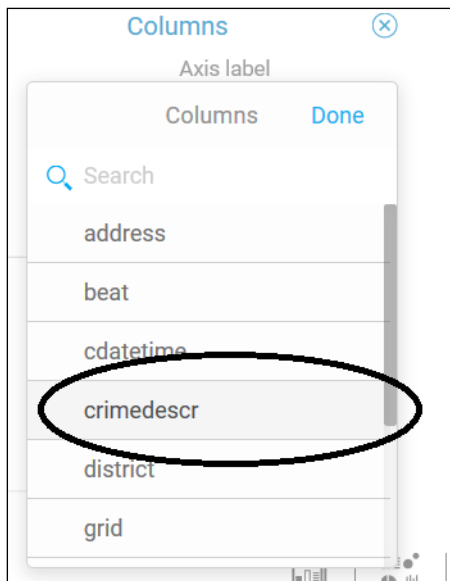 Columns
Axis label
Columns Done
Search
address
beat
cdatetime
crimedescr
district
grid